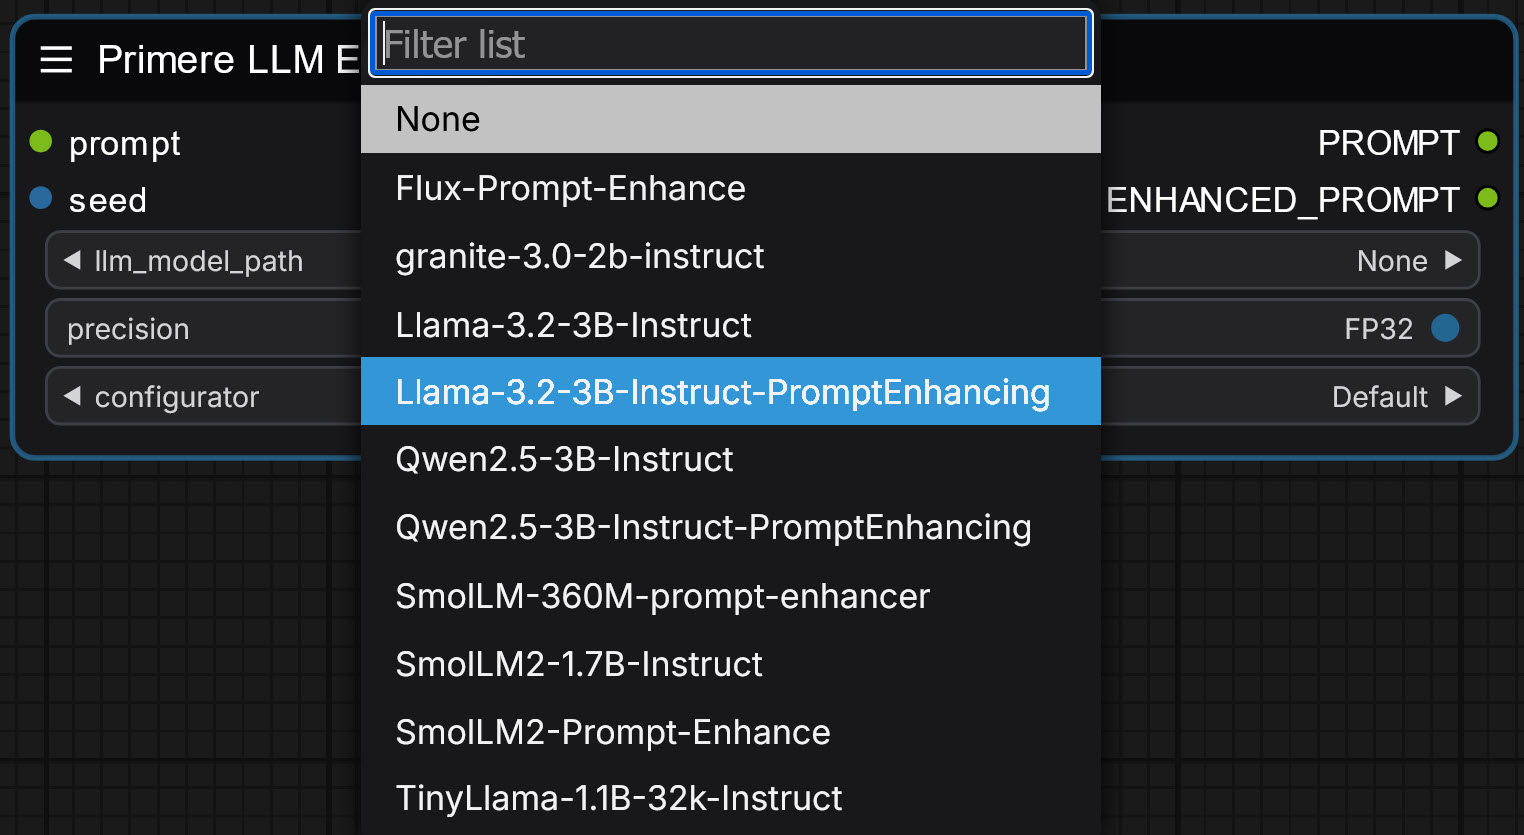 Primere LLM E
Filter list
None
prompt
PROMPT
seed
ENHANCED_PROMPT
llm_model_path
None
precision
FP32
configurator
Default
Flux-Prompt-Enhance
granite-3.0-2b-instruct
Llama-3.2-3B-Instruct
Llama-3.2-3B-Instruct-PromptEnhancing
Qwen2.5-3B-Instruct
Qwen2.5-3B-Instruct-PromptEnhancing
SmolLM-360M-prompt-enhancer
SmolLM2-1.7B-Instruct
SmolLM2-Prompt-Enhance
TinyLlama-1.1B-32k-Instruct